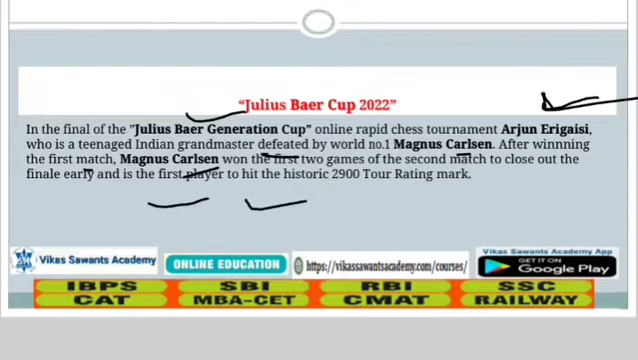 "Julius Baer Cup 2022"
In the final of the "Julius Baer Generation Cup" online rapid chess tournament Arjun Erigaisi,
who is a teenaged Indian grandmaster defeated by world no.1 Magnus Carlsen. After winnning
the first match, Magnus Carlsen won the first two games of the second match to close out the
finale early and is the first player to hit the historic 2900 Tour Rating mark.
Vikas Sawants Academy
ONLINE EDUCATION
https://vikassawantsacademy.com/courses/
Vikas Sawants Academy App
GET IT ON
Google Play
IBPS SBI RBI SSC
CAT MBA-CET CMAT RAILWAY